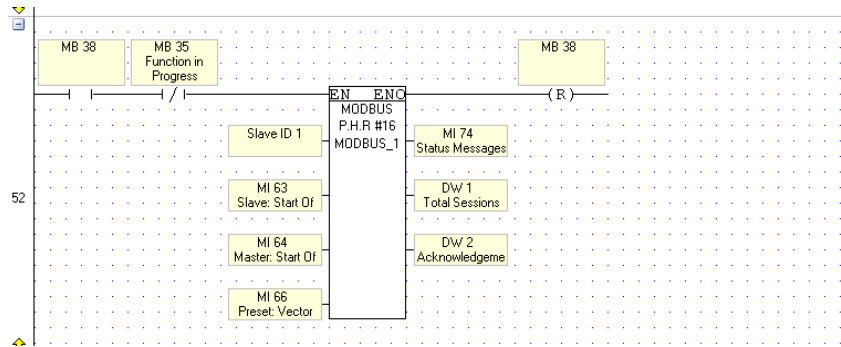 MB 38
MB 35
Function in
Progress
MB 38
( R )
EN ENO
MODBUS
P.H.R #16
MODBUS_1
Slave ID 1
MI 74
Status Messages
52
MI 63
Slave: Start Of
DW 1
Total Sessions
MI 64
Master: Start Of
DW 2
Acknowledgeme
MI 66
Preset: Vector